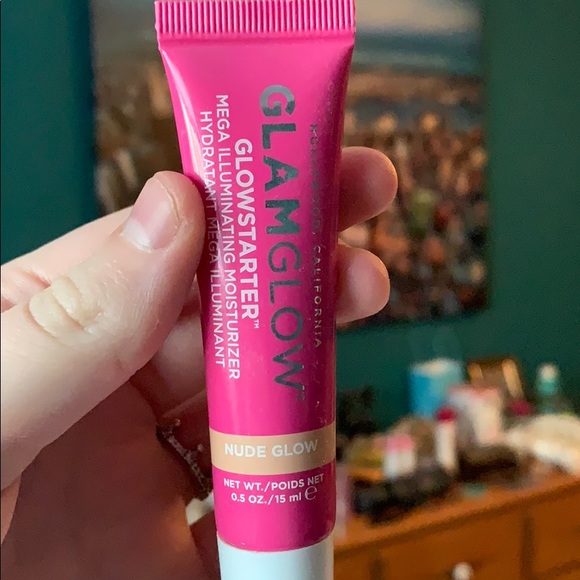 HOLLYWOOD, CALIFORNIA
GLAMGLOW™
GLOWSTARTER™
MEGA ILLUMINATING MOISTURIZER
HYDRATANT MEGA ILLUMINANT
NUDE GLOW
NET WT./POIDS NET
0.5 OZ./15 ml ℮